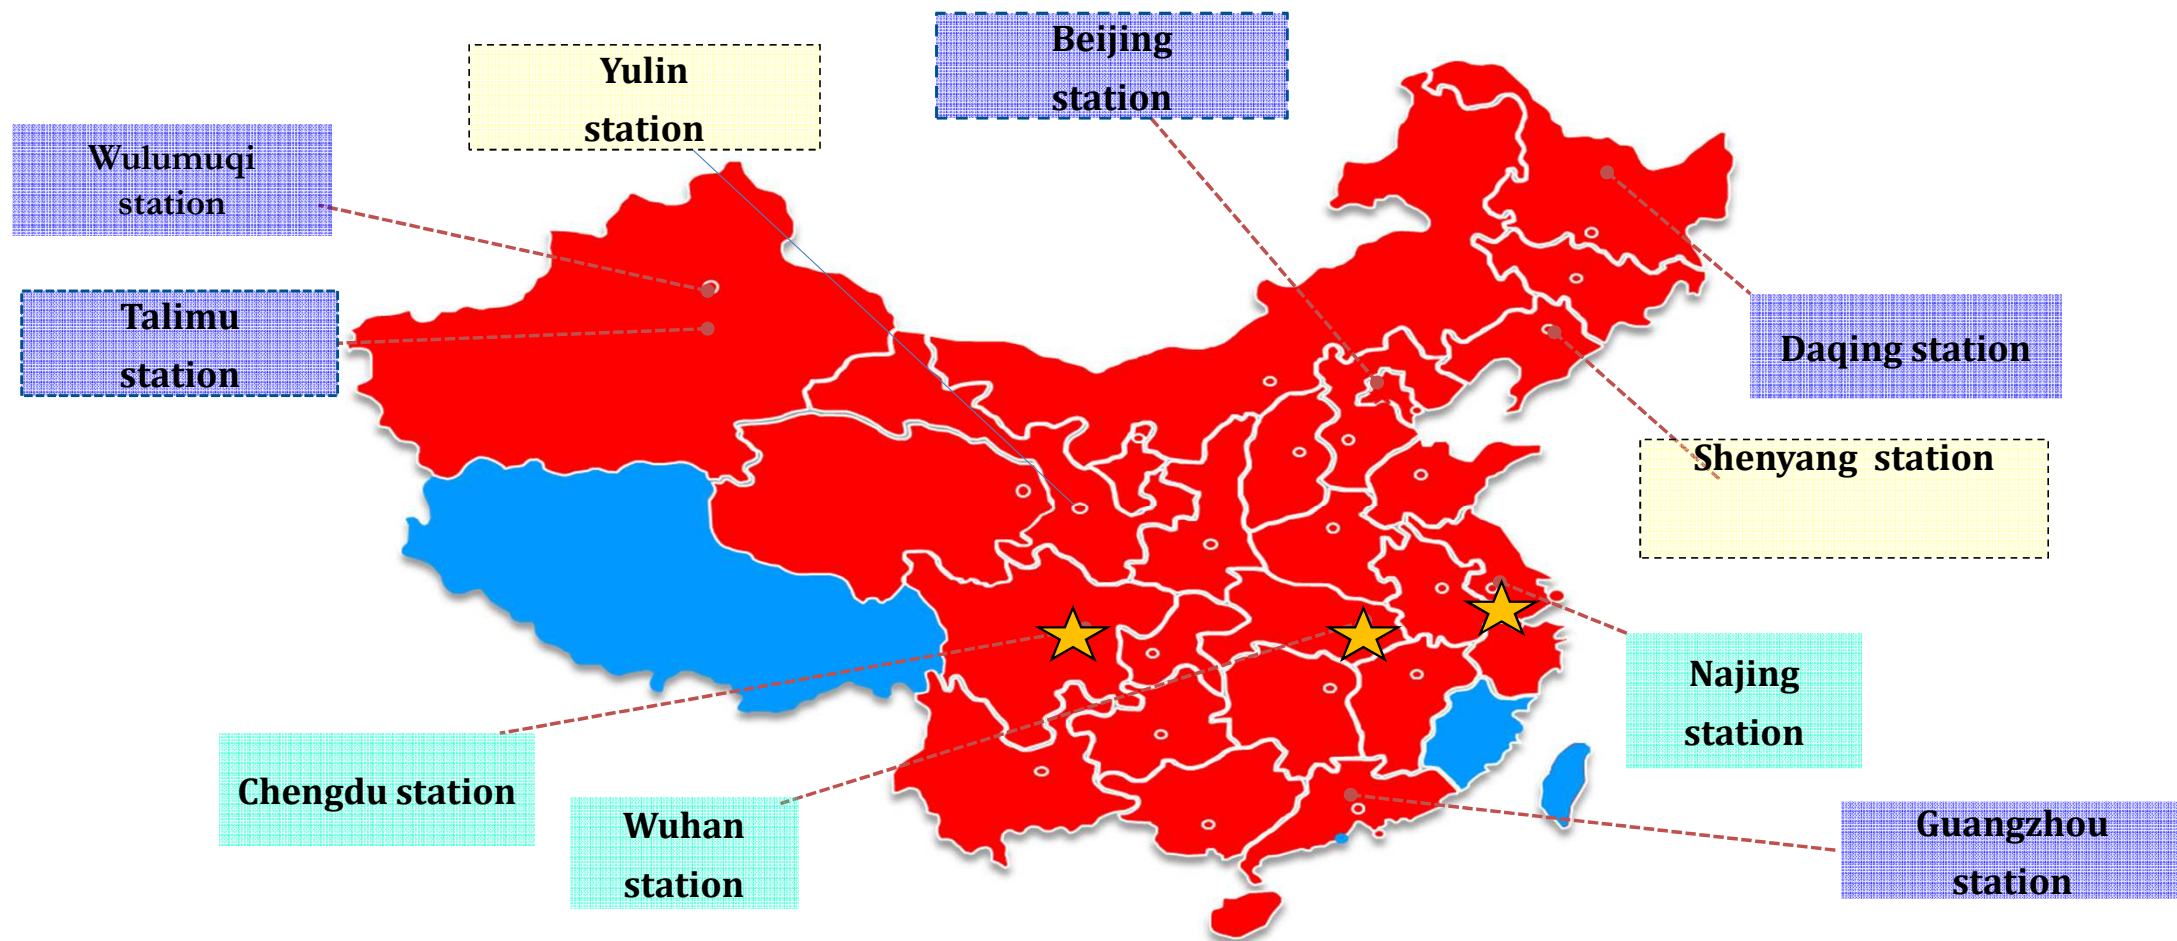 Beijing
station
Yulin
station
Wulumuqi
station
Talimu
station
Daqing station
Shenyang station
Najing
station
Chengdu station
Wuhan
station
Guangzhou
station